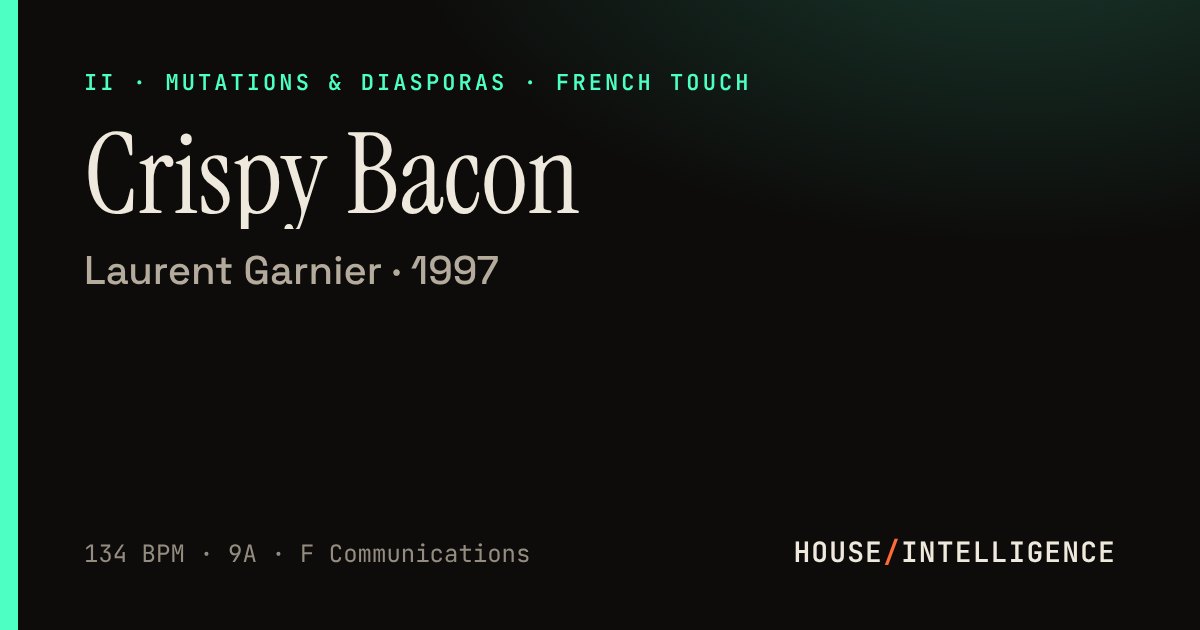 II · MUTATIONS & DIASPORAS · FRENCH TOUCH
Crispy Bacon
Laurent Garnier · 1997
134 BPM · 9A · F Communications
HOUSE/INTELLIGENCE